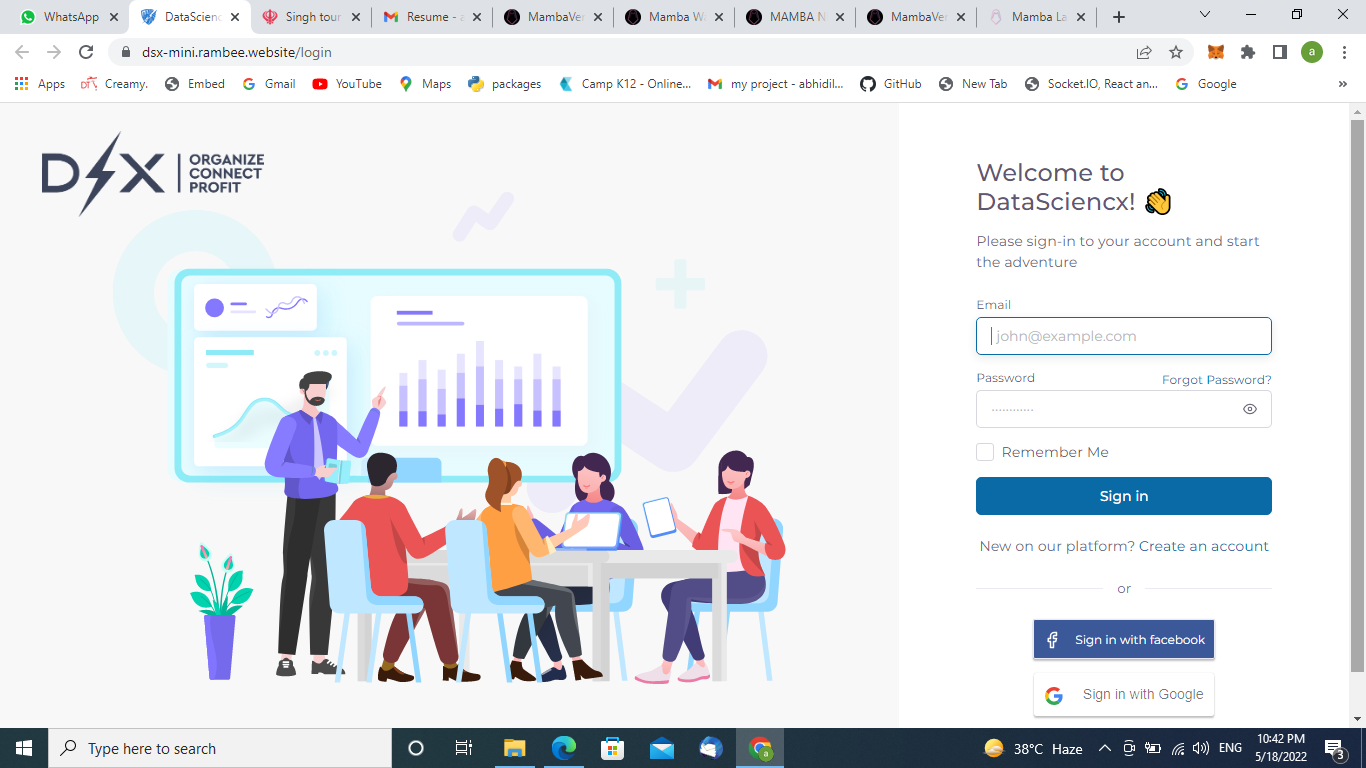 WhatsApp
DataScienc
Singh tour
Resume - a
MambaVer
Mamba Wa
MAMBA N
MambaVer
Mamba La
dsx-mini.rambee.website/login
a
Apps
Creamy.
Embed
Gmail
YouTube
Maps
packages
Camp K12 - Online...
my project - abhidil...
GitHub
New Tab
Socket.IO, React an...
Google
»
DSX
ORGANIZE
CONNECT
PROFIT
Welcome to
DataSciencx! 👋
Please sign-in to your account and start
the adventure
Email
john@example.com
Password
Forgot Password?
············
Remember Me
Sign in
New on our platform? Create an account
or
Sign in with facebook
Sign in with Google
Type here to search
38°C Haze
ENG
10:42 PM
5/18/2022
3